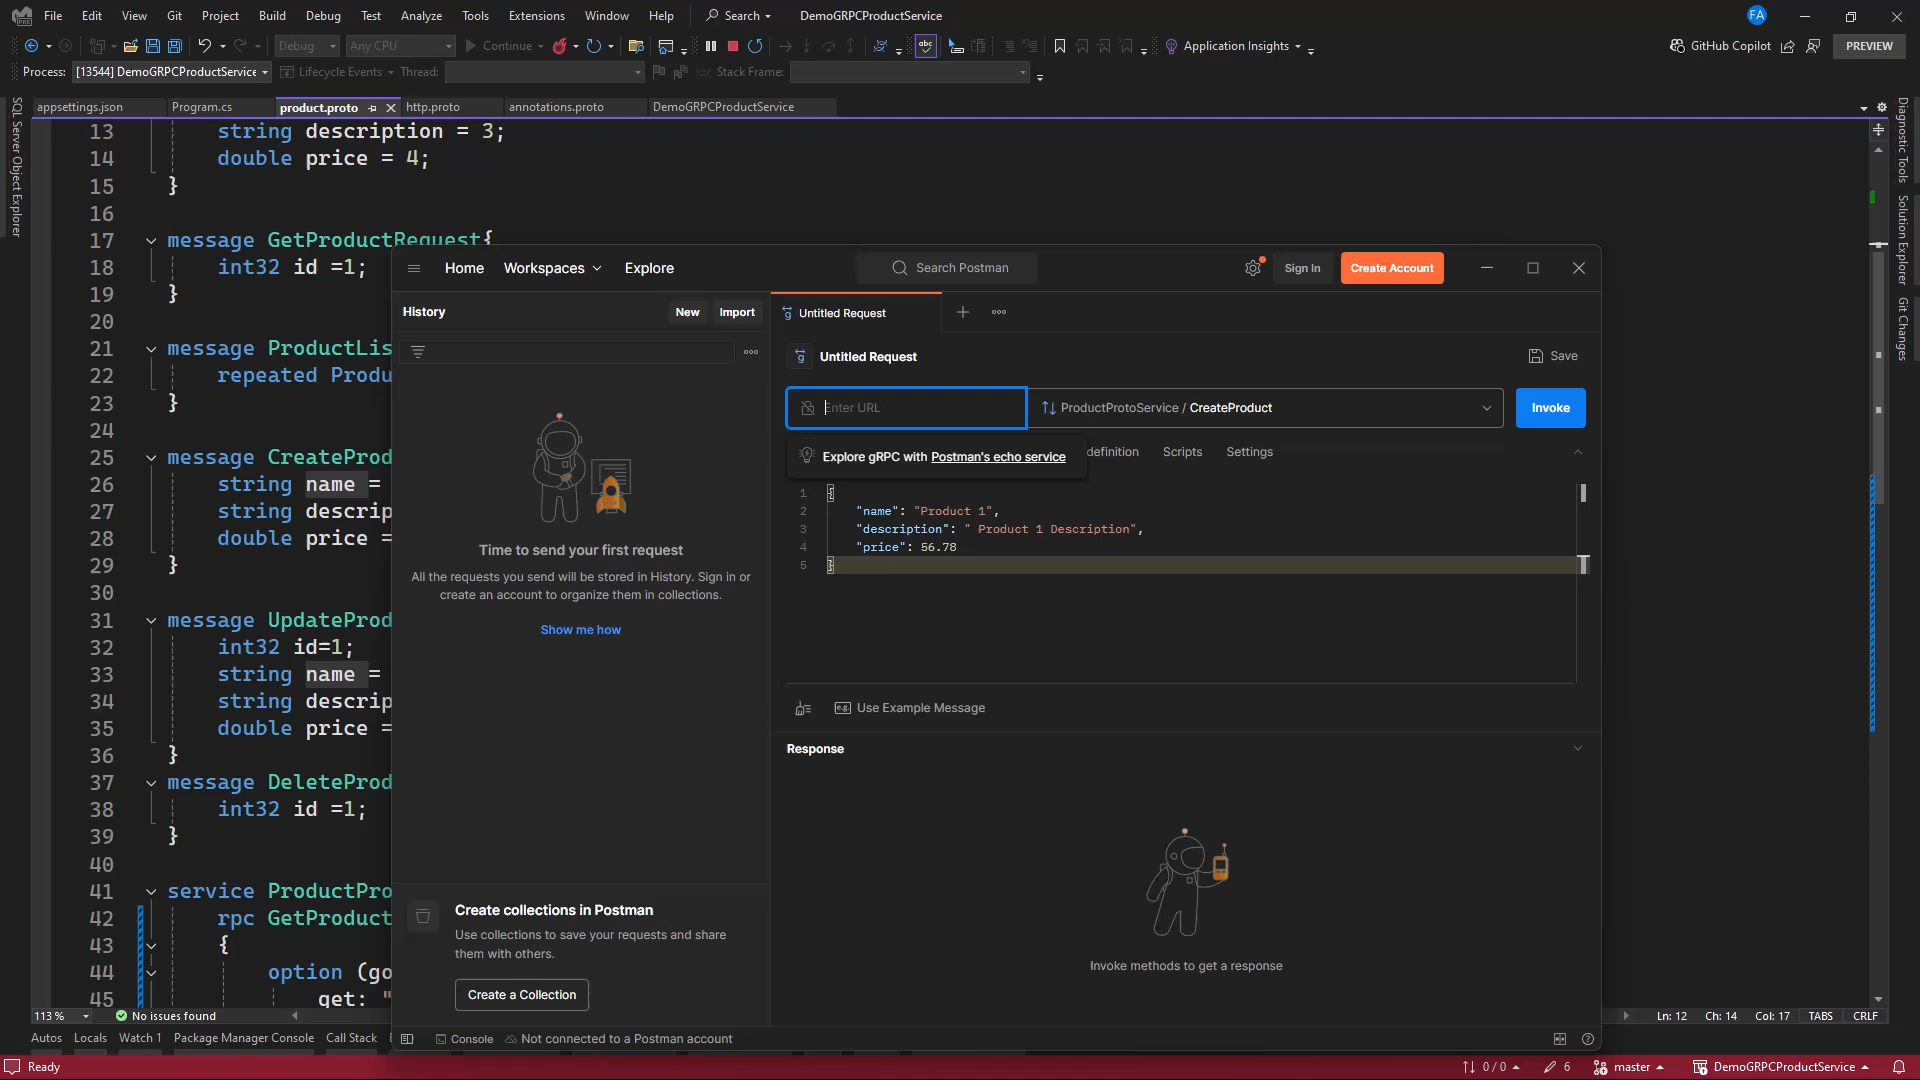 File Edit View Git Project Build Debug Test Analyze Tools Extensions Window Help Search DemoGRPCProductService FA
Debug Any CPU Continue abc Application Insights GitHub Copilot PREVIEW
Process: [13544] DemoGRPCProductService Lifecycle Events Thread: Stack Frame:
appsettings.json Program.cs product.proto http.proto annotations.proto DemoGRPCProductService
SQL Server Object Explorer
Diagnostic Tools
Solution Explorer
Git Changes
13 string description = 3;
14 double price = 4;
15 }
16
17 message GetProductRequest{
18 int32 id =1;
19 }
20
21 message ProductLis
22 repeated Produ
23 }
24
25 message CreateProd
26 string name =
27 string descrip
28 double price =
29 }
30
31 message UpdateProd
32 int32 id=1;
33 string name =
34 string descrip
35 double price =
36 }
37 message DeleteProd
38 int32 id =1;
39 }
40
41 service ProductPro
42 rpc GetProduct
43 {
44 option (go
45 get: "
Home Workspaces Explore Search Postman Sign In Create Account
History New Import
Untitled Request
Untitled Request Save
Enter URL ProductProtoService / CreateProduct Invoke
Explore gRPC with Postman's echo service
definition Scripts Settings
1 {
2 "name": "Product 1",
3 "description": " Product 1 Description",
4 "price": 56.78
5 }
Use Example Message
Response
Invoke methods to get a response
Time to send your first request
All the requests you send will be stored in History. Sign in or
create an account to organize them in collections.
Show me how
Create collections in Postman
Use collections to save your requests and share
them with others.
Create a Collection
Console Not connected to a Postman account
113 % No issues found Ln: 12 Ch: 14 Col: 17 TABS CRLF
Autos Locals Watch 1 Package Manager Console Call Stack
Ready 0 / 0 6 master DemoGRPCProductService